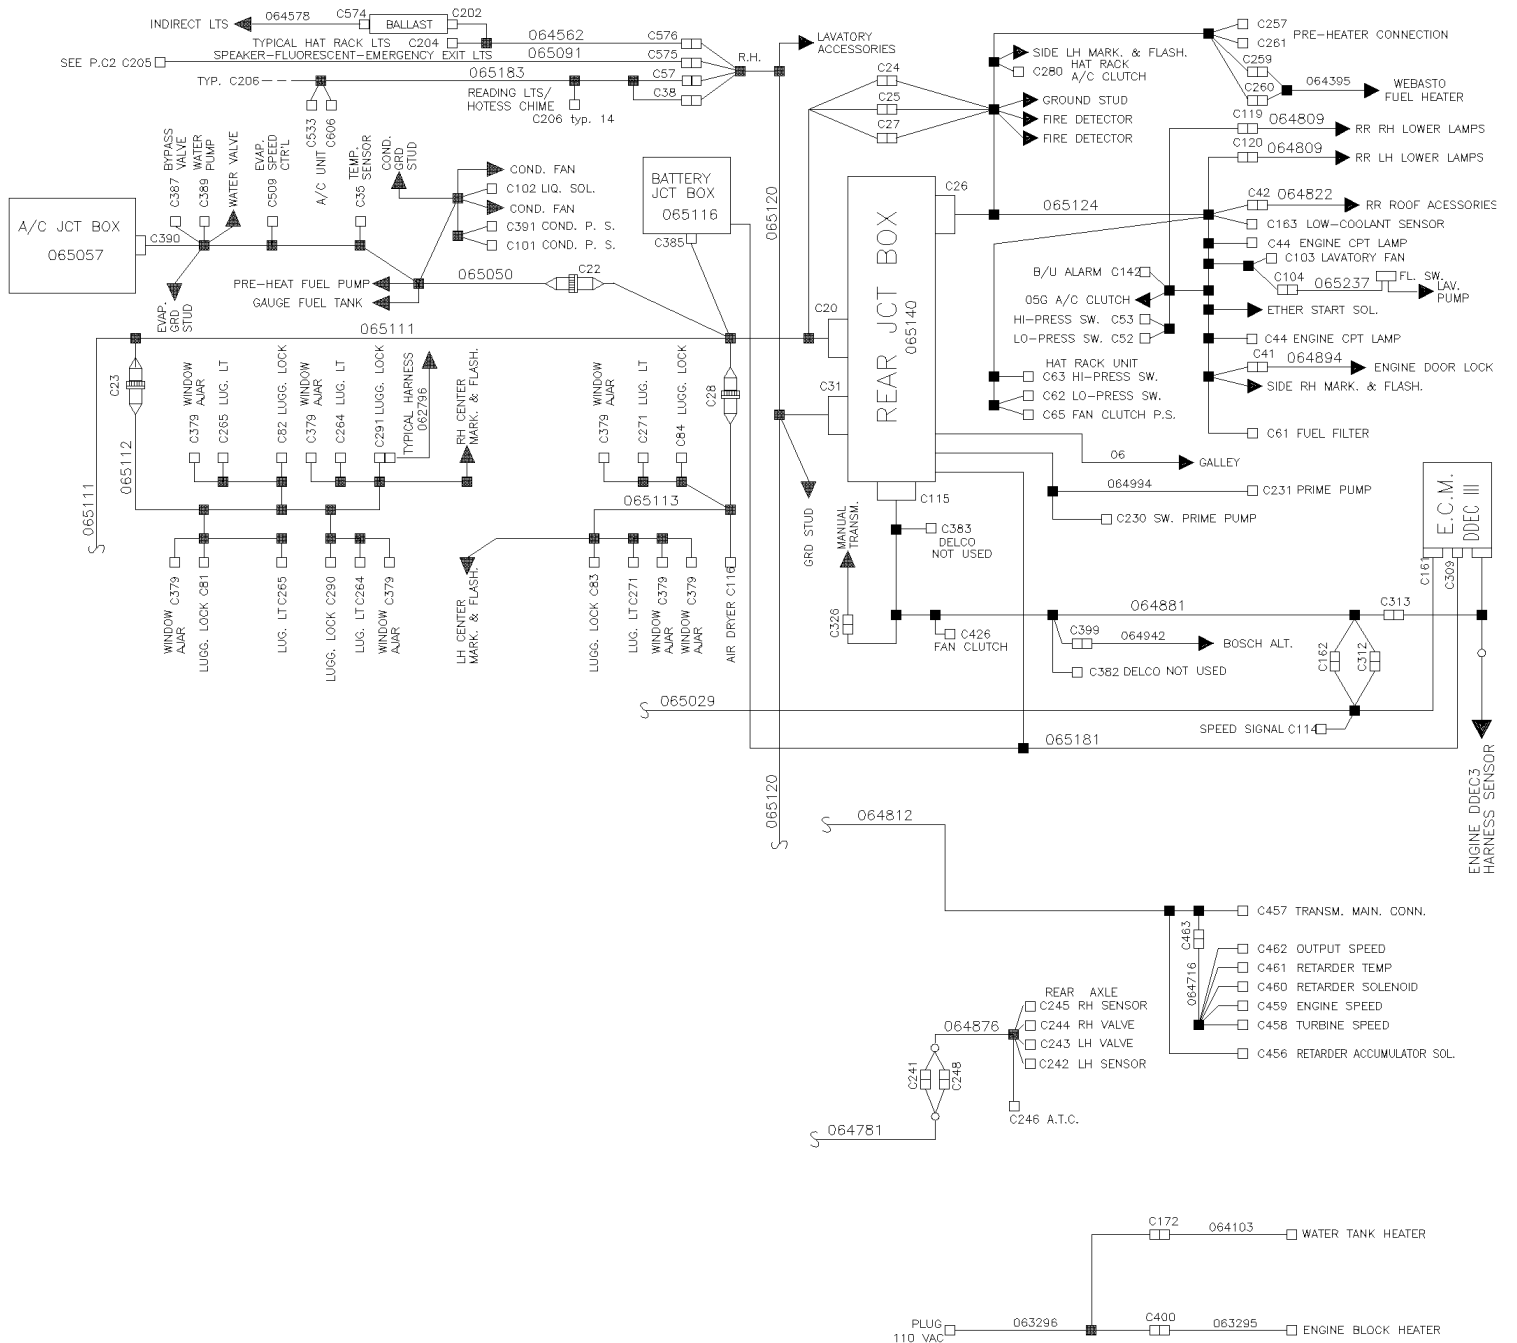 INDIRECT LTS
064578
C574
BALLAST
C202
TYPICAL HAT RACK LTS
C204
064562
C576
SPEAKER-FLUORESCENT-EMERGENCY EXIT LTS
SEE P.C2 C205
065091
C575
R.H.
TYP. C206
065183
C57
READING LTS/
HOTESS CHIME
C38
C206 typ. 14
LAVATORY
ACCESSORIES
C24
C25
C27
SIDE LH MARK. & FLASH.
HAT RACK
C280 A/C CLUTCH
GROUND STUD
FIRE DETECTOR
FIRE DETECTOR
C257
PRE-HEATER CONNECTION
C261
C259
C260
064395
WEBASTO
FUEL HEATER
C119
064809
RR RH LOWER LAMPS
C120
064809
RR LH LOWER LAMPS
C42
064822
RR ROOF ACESSORIES
C163 LOW-COOLANT SENSOR
C44 ENGINE CPT LAMP
C103 LAVATORY FAN
C104
065237
FL. SW.
LAV.
PUMP
ETHER START SOL.
C44 ENGINE CPT LAMP
C41
064894
ENGINE DOOR LOCK
SIDE RH MARK. & FLASH.
C61 FUEL FILTER
065124
B/U ALARM C142
05G A/C CLUTCH
HI-PRESS SW. C53
LO-PRESS SW. C52
HAT RACK UNIT
C63 HI-PRESS SW.
C62 LO-PRESS SW.
C65 FAN CLUTCH P.S.
A/C JCT BOX
065057
C390
C387 BYPASS
VALVE
C389 WATER
PUMP
WATER VALVE
C509 EVAP.
SPEED
CTR'L
A/C UNIT C533
C606
C35 TEMP.
SENSOR
COND.
GRD
STUD
EVAP.
GRD
STUD
COND. FAN
C102 LIQ. SOL.
COND. FAN
C391 COND. P. S.
C101 COND. P. S.
PRE-HEAT FUEL PUMP
GAUGE FUEL TANK
065050
C22
BATTERY
JCT BOX
065116
C385
065120
C26
REAR JCT BOX
065140
C20
C31
C115
065111
C23
065112
065111
C379 WINDOW
AJAR
C265 LUG. LT
C82 LUGG. LOCK
C379 WINDOW
AJAR
C264 LUG. LT
C291 LUGG. LOCK
TYPICAL HARNESS
062796
RH CENTER
MARK. & FLASH.
C379 WINDOW
AJAR
C271 LUG. LT
C84 LUGG. LOCK
C28
065113
WINDOW C379
AJAR
LUGG. LOCK C81
LUG. LT C265
LUGG. LOCK C290
LUG. LT C264
WINDOW C379
AJAR
LH CENTER
MARK. & FLASH.
LUGG. LOCK C83
LUG. LT C271
WINDOW C379
AJAR
WINDOW C379
AJAR
AIR DRYER C116
GRD STUD
MANUAL
TRANSM.
C383
DELCO
NOT USED
06
GALLEY
064994
C231 PRIME PUMP
C230 SW. PRIME PUMP
E.C.M.
DDEC III
C161
C309
C326
C426
FAN CLUTCH
C399
064942
BOSCH ALT.
C382 DELCO NOT USED
064881
C313
C162
C312
065029
SPEED SIGNAL C114
065181
ENGINE DDEC3
HARNESS SENSOR
065120
064812
C457 TRANSM. MAIN. CONN.
C463
064716
C462 OUTPUT SPEED
C461 RETARDER TEMP
C460 RETARDER SOLENOID
C459 ENGINE SPEED
C458 TURBINE SPEED
C456 RETARDER ACCUMULATOR SOL.
REAR AXLE
C245 RH SENSOR
C244 RH VALVE
C243 LH VALVE
C242 LH SENSOR
064876
C241
C248
C246 A.T.C.
064781
C172
064103
WATER TANK HEATER
PLUG
110 VAC
063296
C400
063295
ENGINE BLOCK HEATER